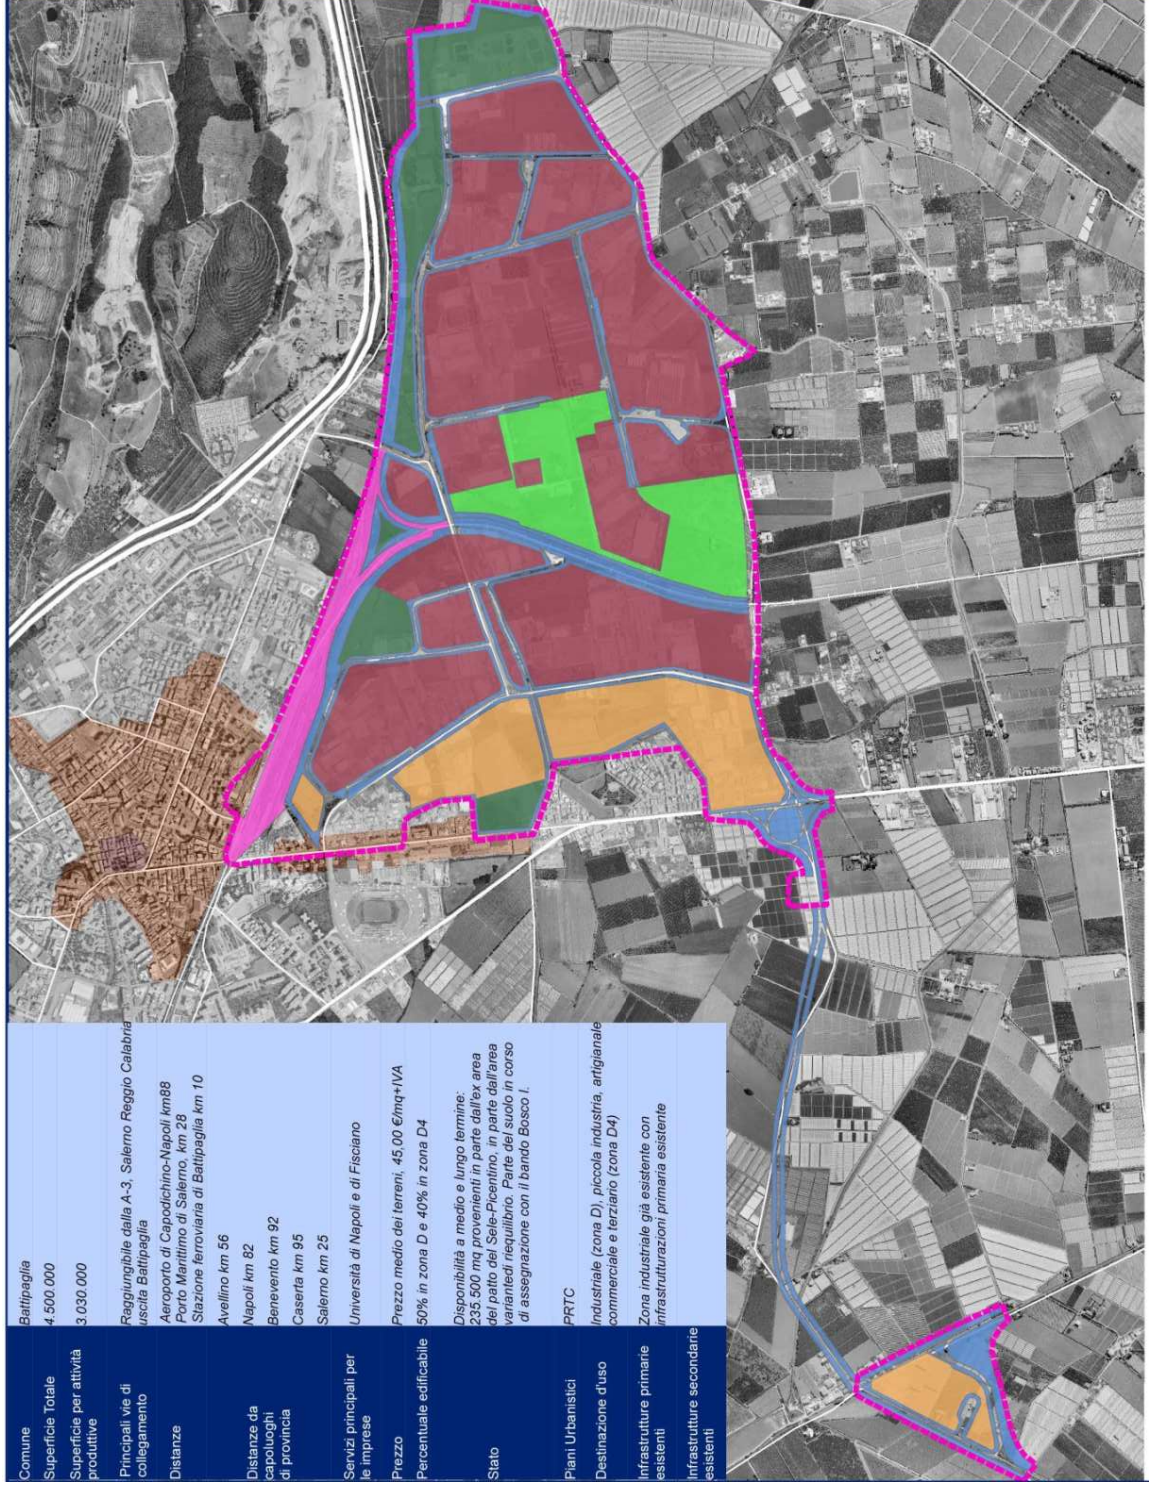 Comune
Battipaglia
Superficie Totale
4.500.000
Superficie per attività
produttive
3.030.000
Principali vie di
collegamento
Raggiungibile dalla A-3, Salerno Reggio Calabria
uscita Battipaglia
Distanze
Aeroporto di Capodichino-Napoli km88
Porto Marittimo di Salerno, km 28
Stazione ferroviaria di Battipaglia km 10
Distanze da
capoluoghi
di provincia
Avellino km 56
Napoli km 82
Benevento km 92
Caserta km 95
Salerno km 25
Servizi principali per
le imprese
Università di Napoli e di Fisciano
Prezzo
Prezzo medio dei terreni, 45,00 €/mq+IVA
Percentuale edificabile
50% in zona D e 40% in zona D4
Stato
Disponibilità a medio e lungo termine:
235.500 mq provenienti in parte dall'ex area
del patto del Sele-Picentino, in parte dall'area
variantedi riequilibrio. Parte del suolo in corso
di assegnazione con il bando Bosco I.
Piani Urbanistici
PRTC
Destinazione d'uso
Industriale (zona D), piccola industria, artigianale
commerciale e terziario (zona D4)
Infrastrutture primarie
esistenti
Zona industriale già esistente con
infrastrutturazioni primaria esistente
Infrastrutture secondarie
esistenti